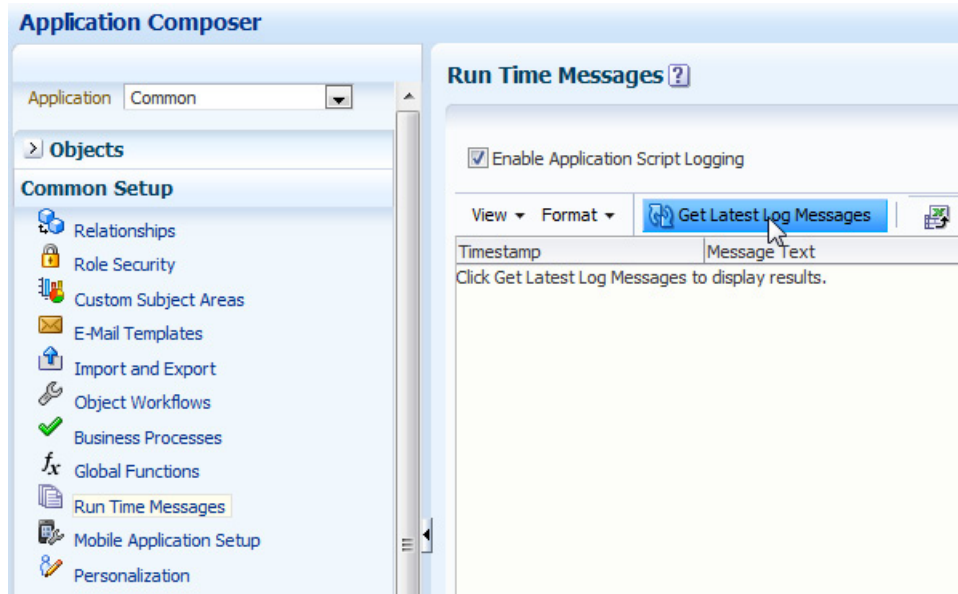 Application Composer
Application Common
Objects
Common Setup
Relationships
Role Security
Custom Subject Areas
E-Mail Templates
Import and Export
Object Workflows
Business Processes
fx Global Functions
Run Time Messages
Mobile Application Setup
Personalization
Run Time Messages ?
Enable Application Script Logging
View Format Get Latest Log Messages
Timestamp Message Text
Click Get Latest Log Messages to display results.